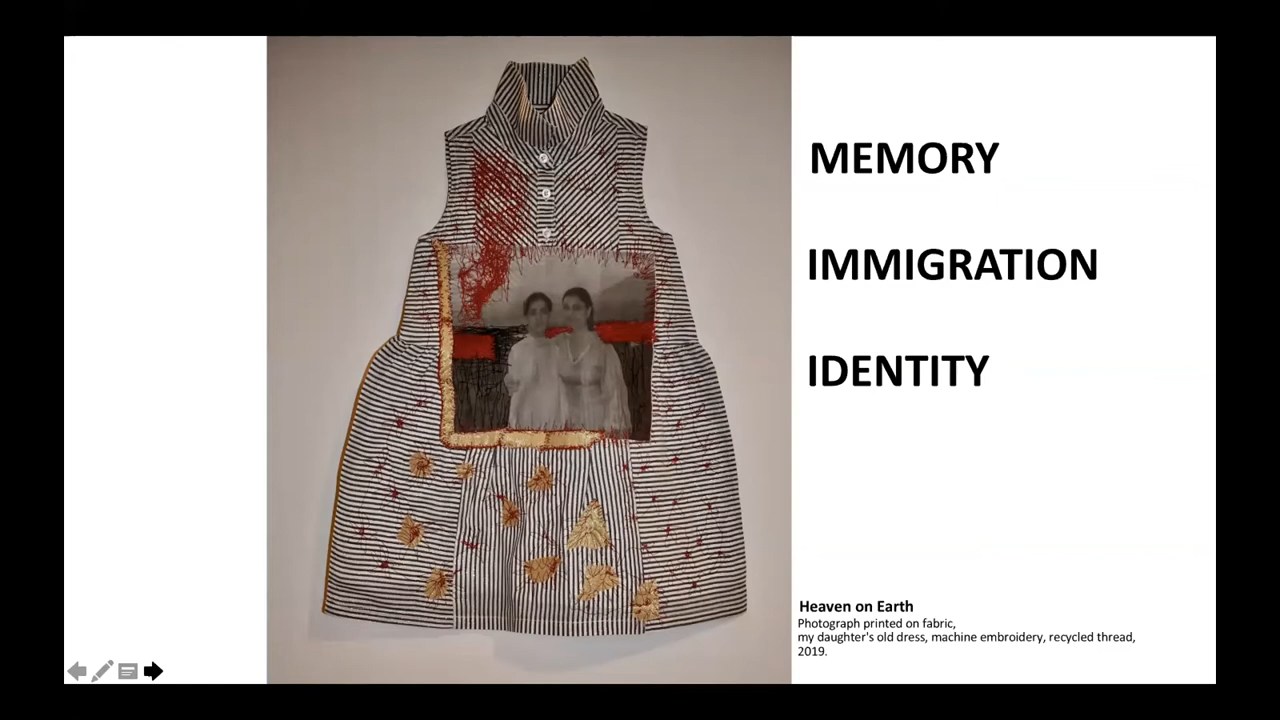 MEMORY
IMMIGRATION
IDENTITY
Heaven on Earth
Photograph printed on fabric,
my daughter's old dress, machine embroidery, recycled thread,
2019.